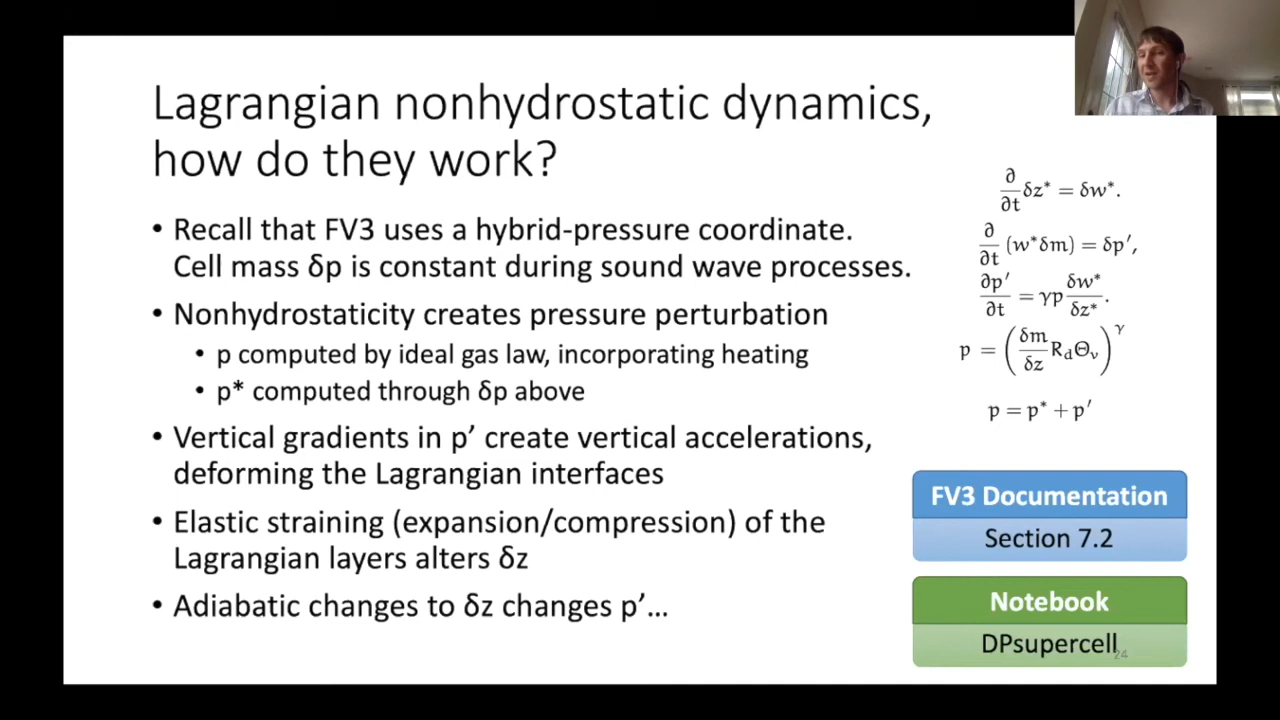 Lagrangian nonhydrostatic dynamics,
how do they work?
• Recall that FV3 uses a hybrid-pressure coordinate.
Cell mass δp is constant during sound wave processes.
• Nonhydrostaticity creates pressure perturbation
• p computed by ideal gas law, incorporating heating
• p* computed through δp above
• Vertical gradients in p′ create vertical accelerations,
deforming the Lagrangian interfaces
• Elastic straining (expansion/compression) of the
Lagrangian layers alters δz
• Adiabatic changes to δz changes p′…
∂/∂t δz* = δw*.
∂/∂t (w*δm) = δp′,
∂p′/∂t = γp δw*/δz*.
p = (δm/δz R_dΘ_v)^γ
p = p* + p′
FV3 Documentation
Section 7.2
Notebook
DPsupercell
24